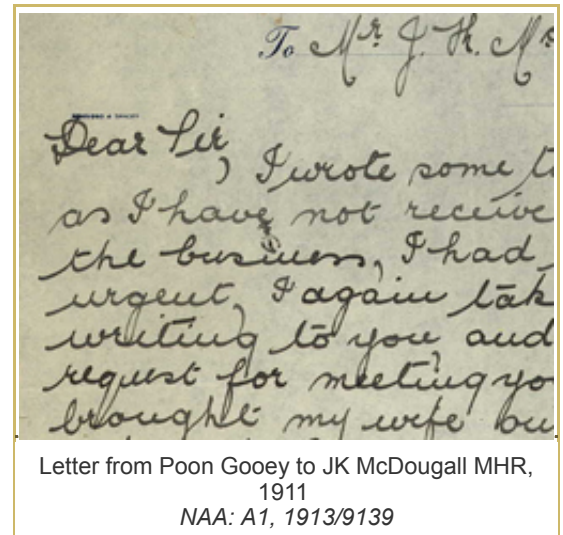 To Mr. J. K. Mc
Dear Sir,
I wrote some t
as I have not receive
the business, I had
urgent, I again tak
writing to you, and
request for meeting yo
brought my wife ou
Letter from Poon Gooey to JK McDougall MHR,
1911
NAA: A1, 1913/9139